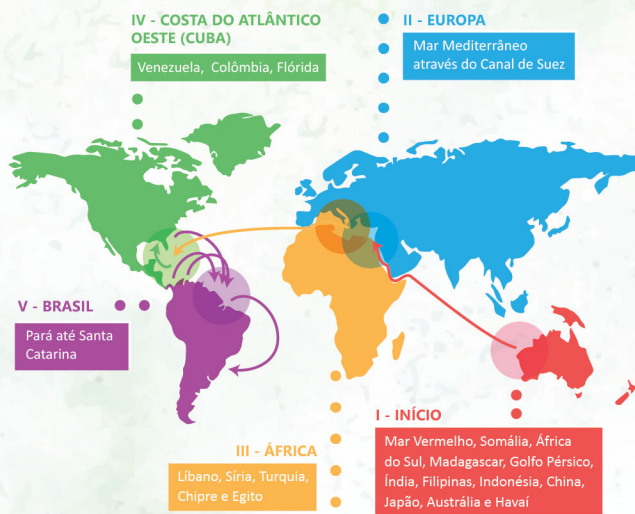 IV - COSTA DO ATLÂNTICO
OESTE (CUBA)
Venezuela, Colômbia, Flórida
II - EUROPA
Mar Mediterrâneo
através do Canal de Suez
V - BRASIL
Pará até Santa
Catarina
III - ÁFRICA
Líbano, Síria, Turquia,
Chipre e Egito
I - INÍCIO
Mar Vermelho, Somália, África
do Sul, Madagascar, Golfo Pérsico,
Índia, Filipinas, Indonésia, China,
Japão, Austrália e Havaí